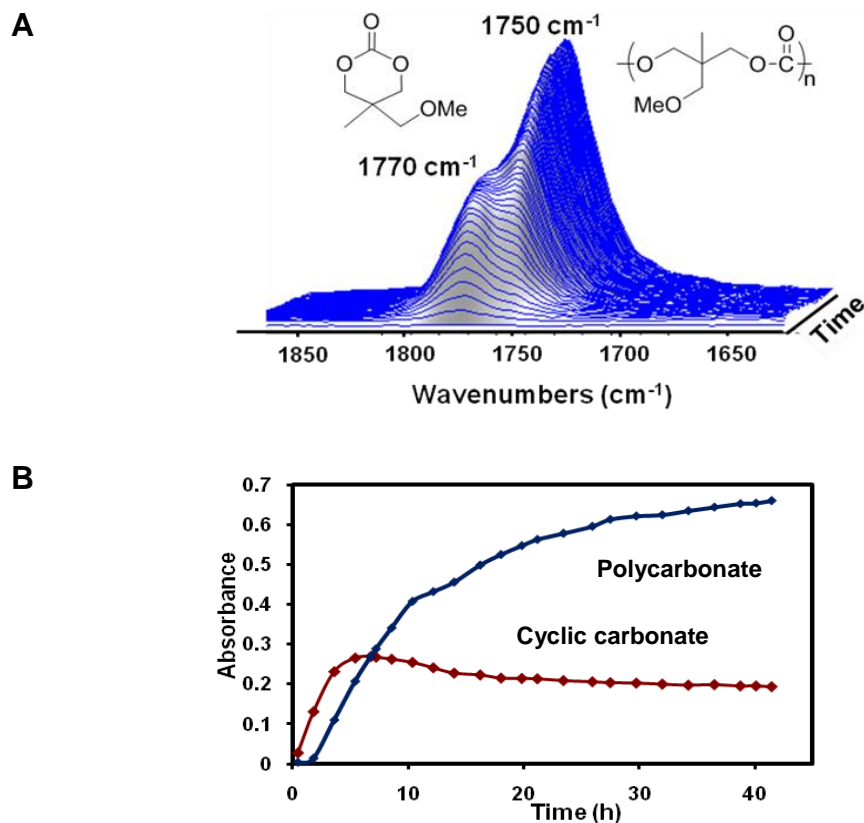 A
1750 cm-1
O
O O
OMe
O
O O C n
MeO
1770 cm-1
1850 1800 1750 1700 1650
Time
Wavenumbers (cm-1)
B
0.7
0.6
0.5
0.4
0.3
0.2
0.1
0
Absorbance
Polycarbonate
Cyclic carbonate
0 10 20 30 40
Time (h)